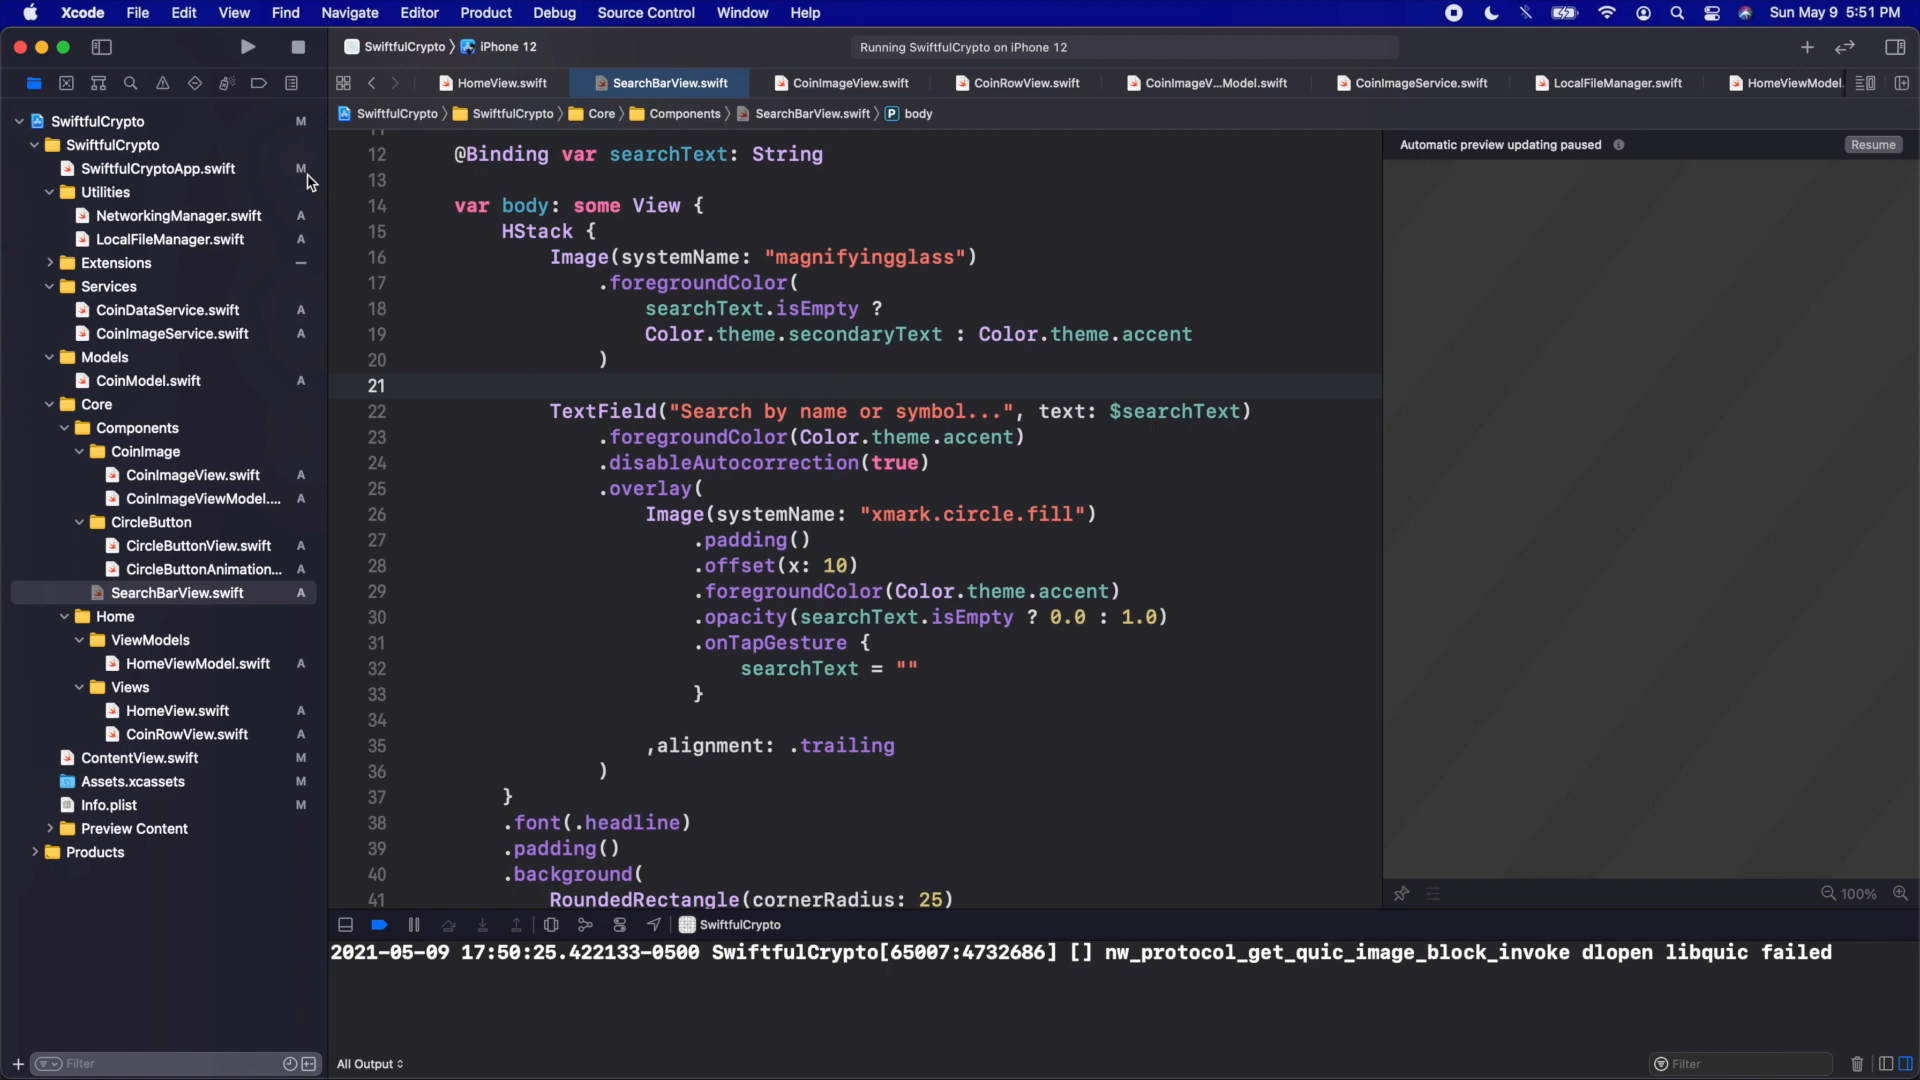 Xcode File Edit View Find Navigate Editor Product Debug Source Control Window Help Sun May 9 5:51 PM
SwiftfulCrypto iPhone 12 Running SwiftfulCrypto on iPhone 12
HomeView.swift SearchBarView.swift CoinImageView.swift CoinRowView.swift CoinImageV...Model.swift CoinImageService.swift LocalFileManager.swift HomeViewModel.
SwiftfulCrypto SwiftfulCrypto Core Components SearchBarView.swift P body
SwiftfulCrypto M
SwiftfulCrypto
SwiftfulCryptoApp.swift M
Utilities
NetworkingManager.swift A
LocalFileManager.swift A
Extensions
Services
CoinDataService.swift A
CoinImageService.swift A
Models
CoinModel.swift A
Core
Components
CoinImage
CoinImageView.swift A
CoinImageViewModel.... A
CircleButton
CircleButtonView.swift A
CircleButtonAnimation... A
SearchBarView.swift A
Home
ViewModels
HomeViewModel.swift A
Views
HomeView.swift A
CoinRowView.swift A
ContentView.swift M
Assets.xcassets M
Info.plist M
Preview Content
Products
Filter
12 @Binding var searchText: String
13
14 var body: some View {
15 HStack {
16 Image(systemName: "magnifyingglass")
17 .foregroundColor(
18 searchText.isEmpty ?
19 Color.theme.secondaryText : Color.theme.accent
20 )
21
22 TextField("Search by name or symbol...", text: $searchText)
23 .foregroundColor(Color.theme.accent)
24 .disableAutocorrection(true)
25 .overlay(
26 Image(systemName: "xmark.circle.fill")
27 .padding()
28 .offset(x: 10)
29 .foregroundColor(Color.theme.accent)
30 .opacity(searchText.isEmpty ? 0.0 : 1.0)
31 .onTapGesture {
32 searchText = ""
33 }
34
35 ,alignment: .trailing
36 )
37 }
38 .font(.headline)
39 .padding()
40 .background(
41 RoundedRectangle(cornerRadius: 25)
Automatic preview updating paused Resume
100%
SwiftfulCrypto
2021-05-09 17:50:25.422133-0500 SwiftfulCrypto[65007:4732686] [] nw_protocol_get_quic_image_block_invoke dlopen libquic failed
All Output Filter